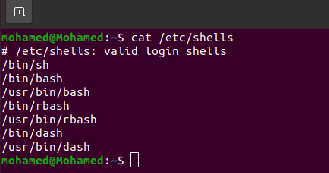 mohamed@Mohamed:~$ cat /etc/shells
# /etc/shells: valid login shells
/bin/sh
/bin/bash
/usr/bin/bash
/bin/rbash
/usr/bin/rbash
/bin/dash
/usr/bin/dash
mohamed@Mohamed:~$